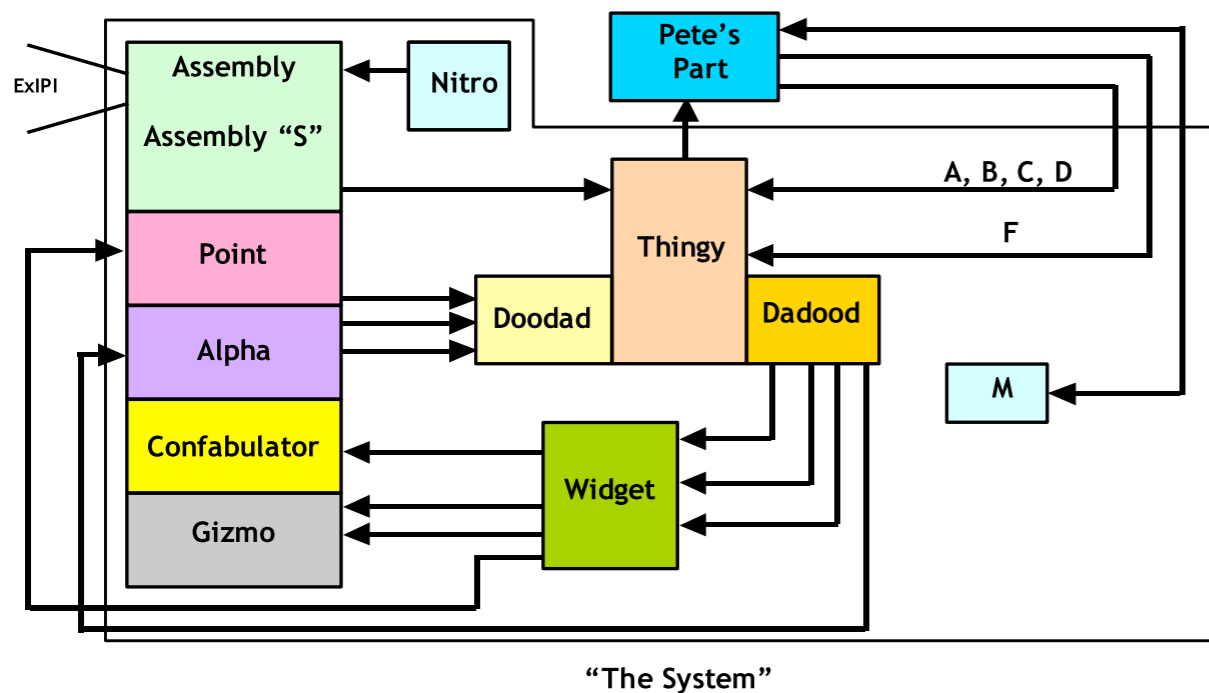 ExIPI
Assembly
Assembly “S”
Nitro
Pete’s
Part
A, B, C, D
F
Point
Thingy
Doodad
Dadood
Alpha
M
Confabulator
Widget
Gizmo
“The System”